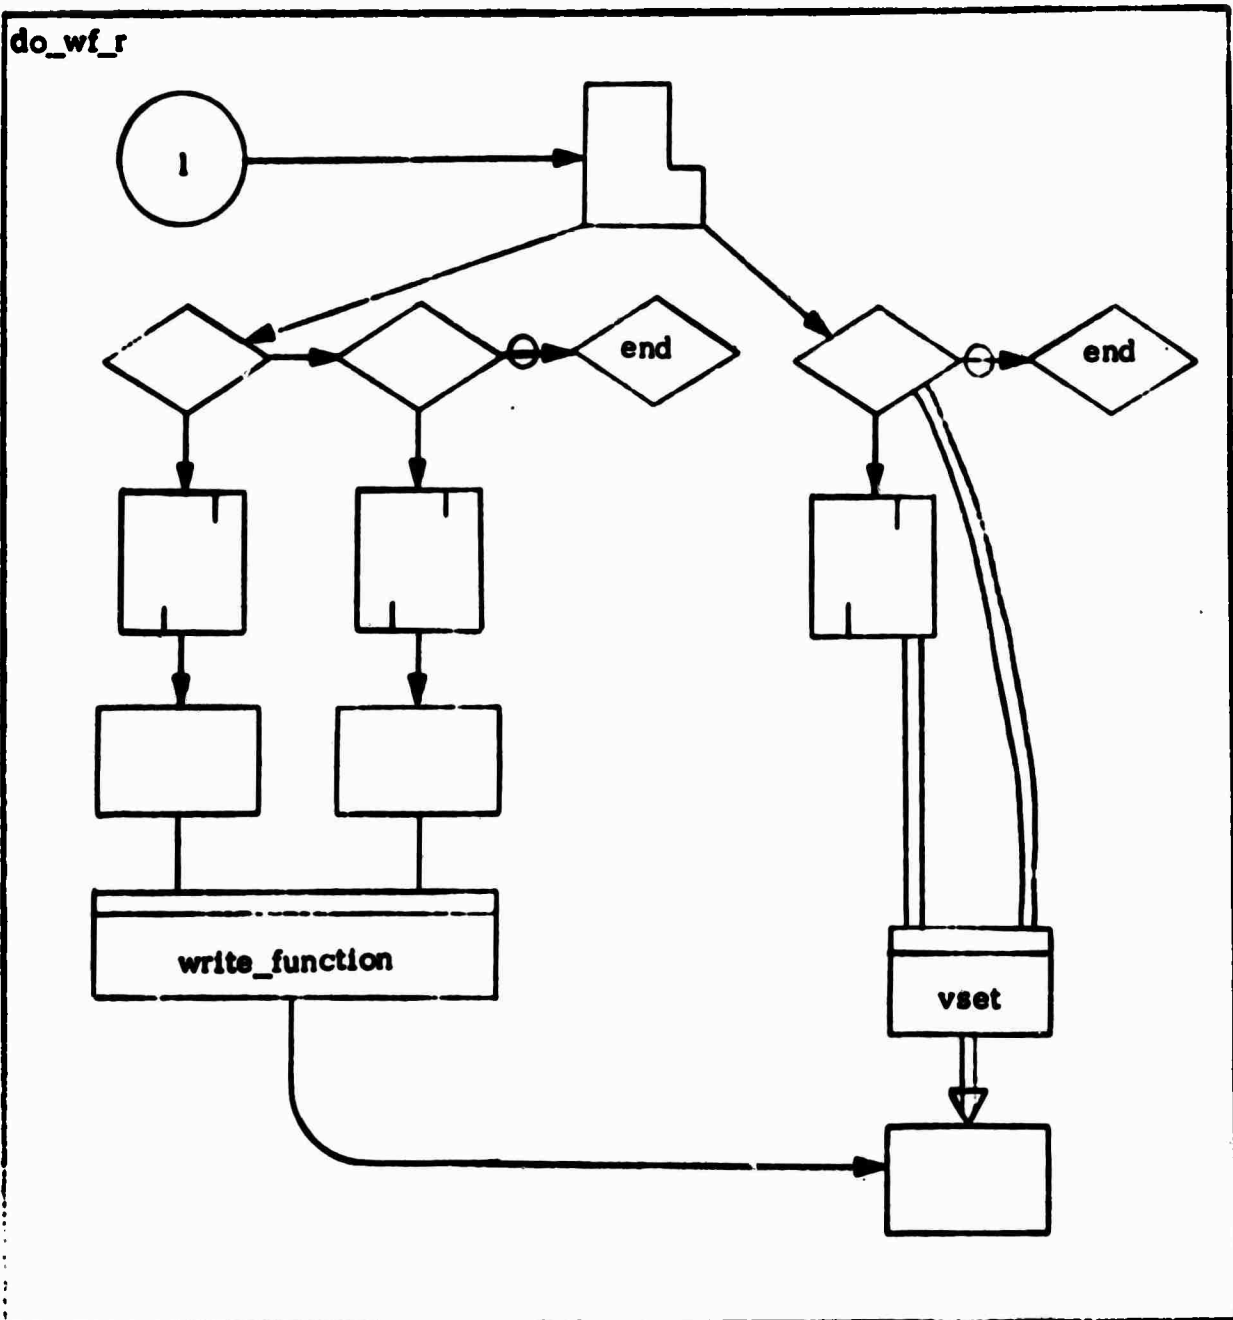 do_wf_r
1
end
end
write_function
vset